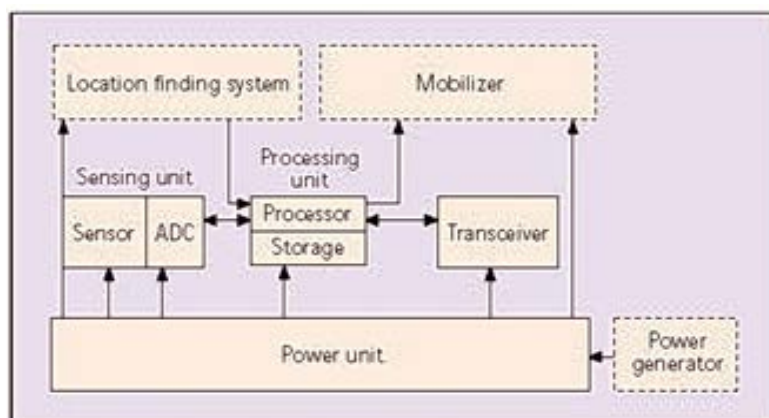 Location finding system
Mobilizer
Sensing unit
Processing
unit
Sensor
ADC
Processor
Storage
Transceiver
Power unit
Power
generator